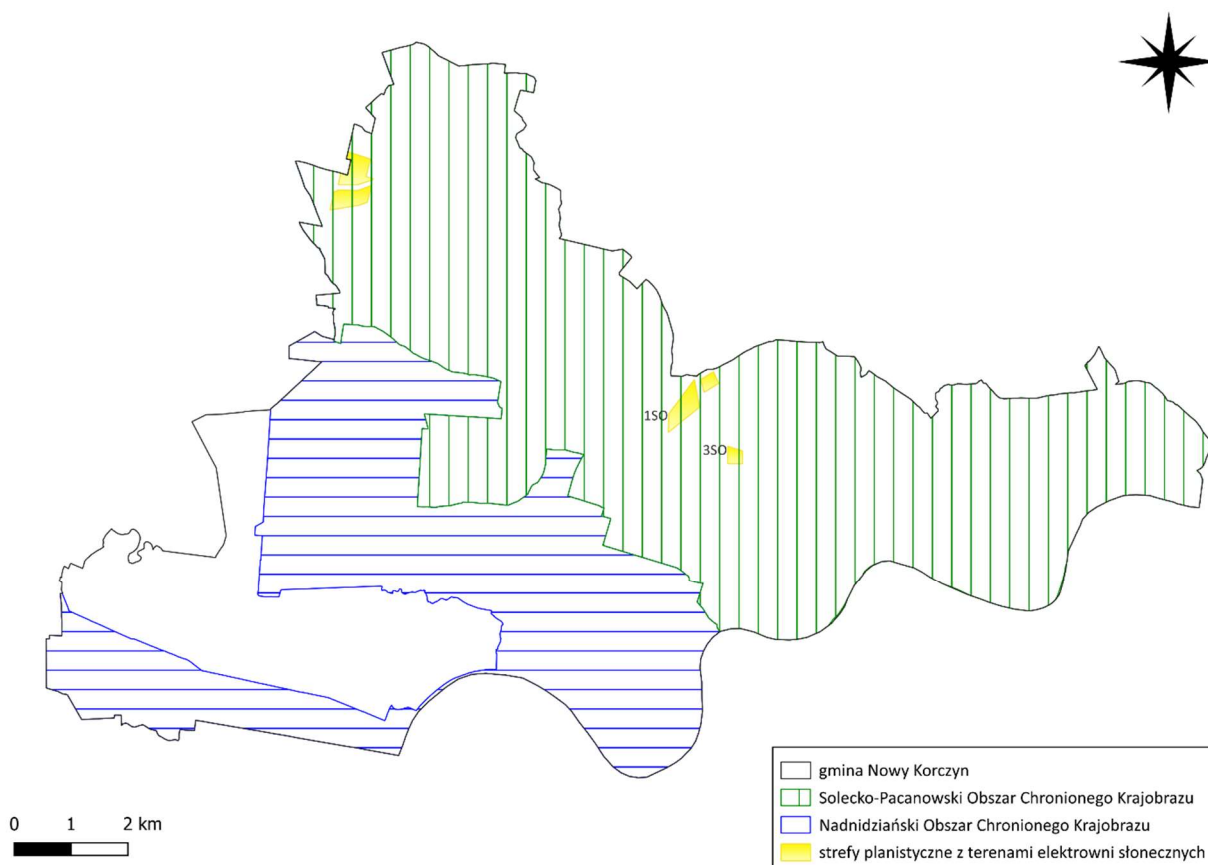 1SO
3SO
0 1 2 km
gmina Nowy Korczyn
Solecko-Pacanowski Obszar Chronionego Krajobrazu
Nadnidziański Obszar Chronionego Krajobrazu
strefy planistyczne z terenami elektrowni słonecznych